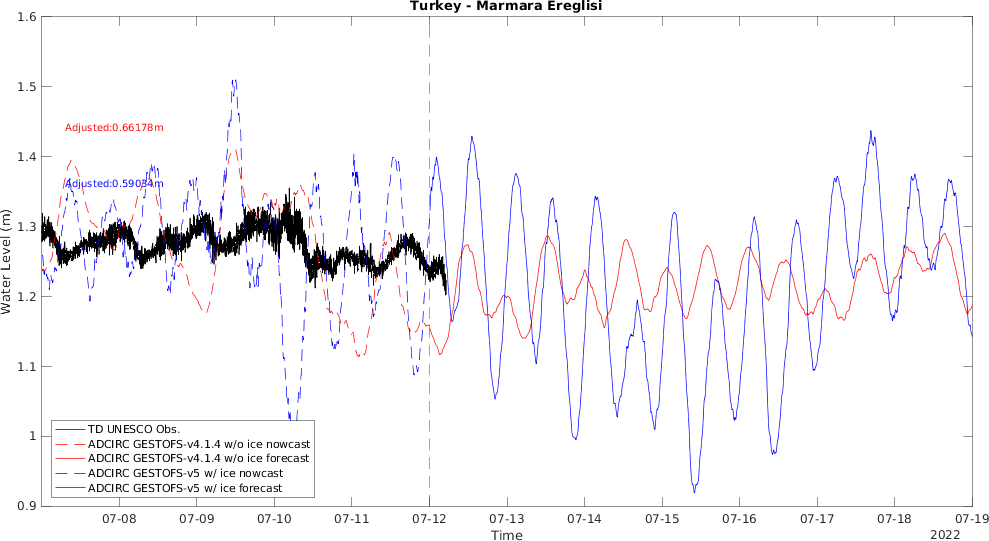 Turkey - Marmara Ereglisi
1.6
1.5
1.4
1.3
1.2
1.1
1
0.9
Water Level (m)
Adjusted:0.66178m
Adjusted:0.59034m
TD UNESCO Obs.
ADCIRC GESTOFS-v4.1.4 w/o ice nowcast
ADCIRC GESTOFS-v4.1.4 w/o ice forecast
ADCIRC GESTOFS-v5 w/ ice nowcast
ADCIRC GESTOFS-v5 w/ ice forecast
07-08 07-09 07-10 07-11 07-12 07-13 07-14 07-15 07-16 07-17 07-18 07-19
Time
2022